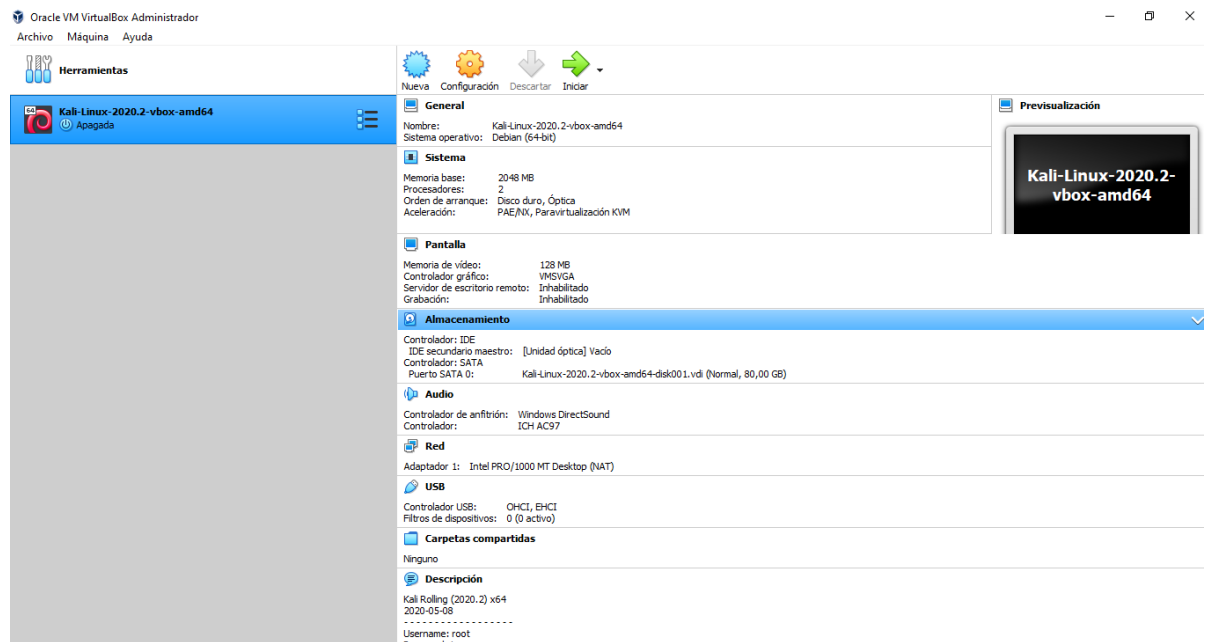 Oracle VM VirtualBox Administrador
Archivo Máquina Ayuda
Herramientas
Nueva Configuración Descartar Iniciar
64
Kali-Linux-2020.2-vbox-amd64
Apagada
General
Nombre: Kali-Linux-2020.2-vbox-amd64
Sistema operativo: Debian (64-bit)
Previsualización
Kali-Linux-2020.2-
vbox-amd64
Sistema
Memoria base: 2048 MB
Procesadores: 2
Orden de arranque: Disco duro, Óptica
Aceleración: PAE/NX, Paravirtualización KVM
Pantalla
Memoria de vídeo: 128 MB
Controlador gráfico: VMSVGA
Servidor de escritorio remoto: Inhabilitado
Grabación: Inhabilitado
Almacenamiento
Controlador: IDE
IDE secundario maestro: [Unidad óptica] Vacío
Controlador: SATA
Puerto SATA 0: Kali-Linux-2020.2-vbox-amd64-disk001.vdi (Normal, 80,00 GB)
Audio
Controlador de anfitrión: Windows DirectSound
Controlador: ICH AC97
Red
Adaptador 1: Intel PRO/1000 MT Desktop (NAT)
USB
Controlador USB: OHCI, EHCI
Filtros de dispositivos: 0 (0 activo)
Carpetas compartidas
Ninguno
Descripción
Kali Rolling (2020.2) x64
2020-05-08
- - - - - - - - - - - - - - - - - -
Username: root